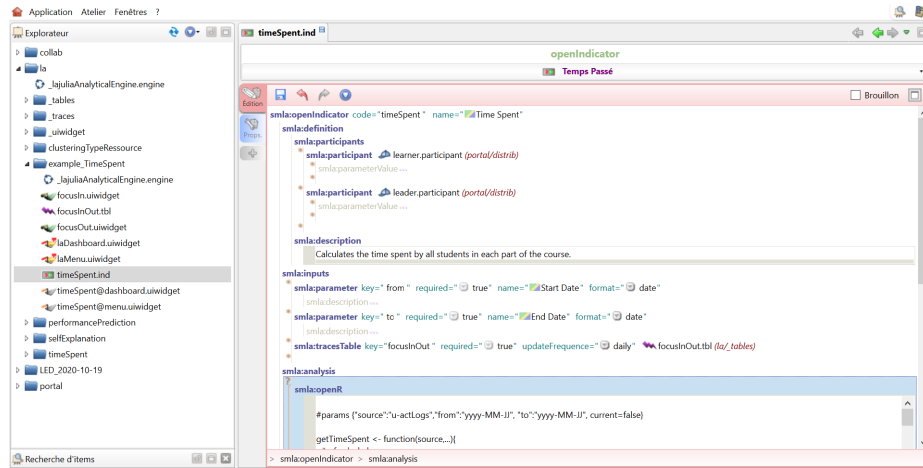 Application Atelier Fenêtres ?
Explorateur
collab
la
_lajuliaAnalyticalEngine.engine
_tables
_traces
_uiwidget
clusteringTypeRessource
example_TimeSpent
_lajuliaAnalyticalEngine.engine
focusIn.uiwidget
focusInOut.tbl
focusOut.uiwidget
laDashboard.uiwidget
laMenu.uiwidget
timeSpent.ind
timeSpent@dashboard.uiwidget
timeSpent@menu.uiwidget
performancePrediction
selfExplanation
timeSpent
LED_2020-10-19
portal
Recherche d'items
timeSpent.ind
openIndicator
Temps Passé
Edition
Props.
Brouillon
smla:openIndicator code="timeSpent " name="Time Spent"
smla:definition
smla:participants
smla:participant learner.participant (portal/distrib)
smla:parameterValue ...
smla:participant leader.participant (portal/distrib)
smla:parameterValue ...
smla:description
Calculates the time spent by all students in each part of the course.
smla:inputs
smla:parameter key=" from " required=" true" name="Start Date" format=" date"
smla:description ...
smla:parameter key=" to " required=" true" name="End Date" format=" date"
smla:description ...
smla:tracesTable key="focusInOut " required=" true" updateFrequence=" daily" focusInOut.tbl (la/_tables)
smla:analysis
?
smla:openR
#params {"source":"u-actLogs","from":"yyyy-MM-JJ", "to":"yyyy-MM-JJ", current=false}
getTimeSpent <- function(source,...){
> smla:openIndicator > smla:analysis